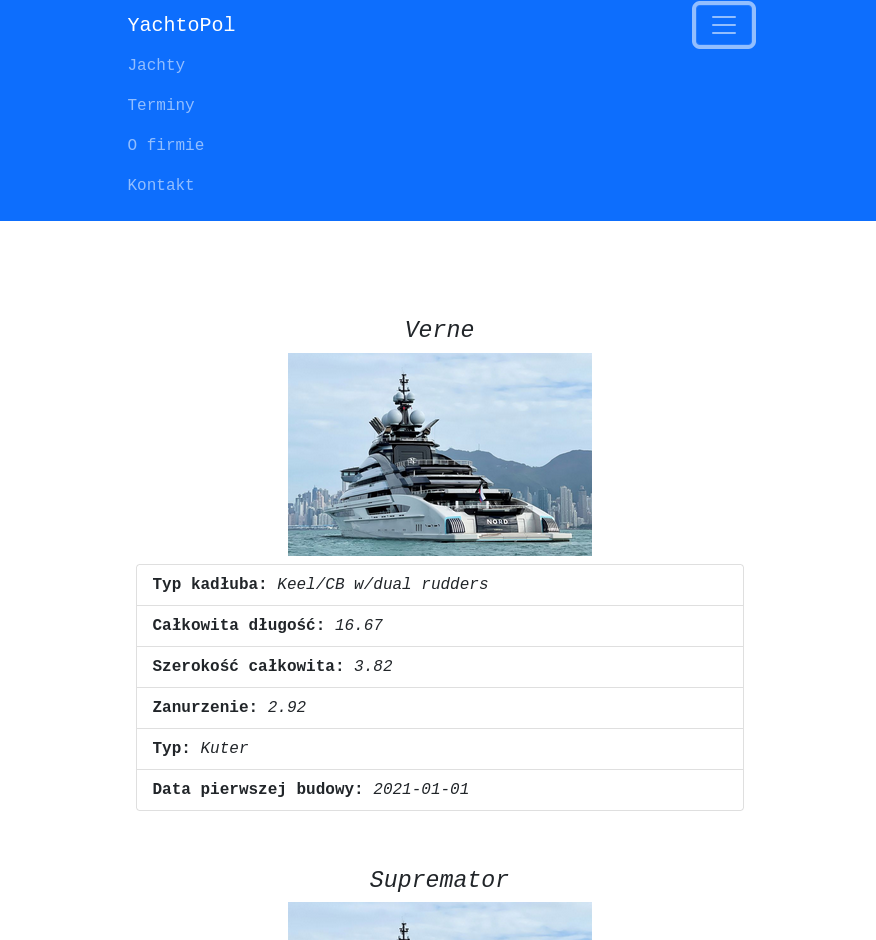 YachtoPol
Jachty
Terminy
O firmie
Kontakt
Verne
NORD
Typ kadłuba: Keel/CB w/dual rudders
Całkowita długość: 16.67
Szerokość całkowita: 3.82
Zanurzenie: 2.92
Typ: Kuter
Data pierwszej budowy: 2021-01-01
Supremator